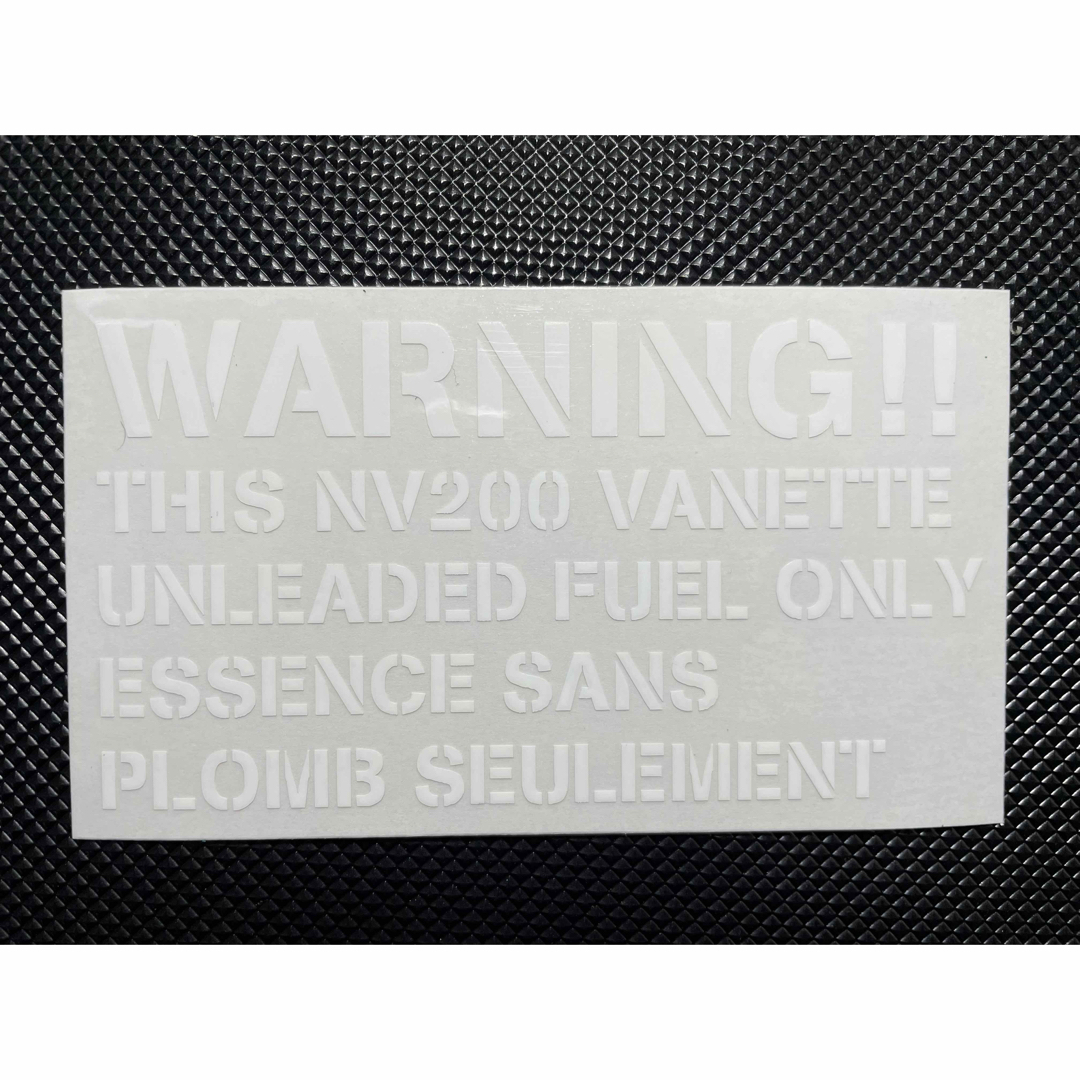 WARNING!!
THIS NV200 VANETTE
UNLEADED FUEL ONLY
ESSENCE SANS
PLOMB SEULEMENT